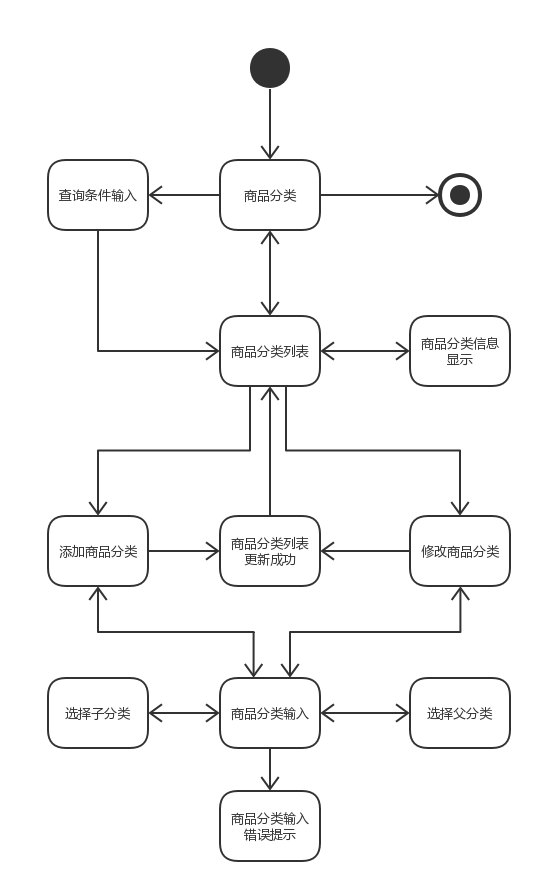 查询条件输入
商品分类
商品分类列表
商品分类信息
显示
添加商品分类
商品分类列表
更新成功
修改商品分类
选择子分类
商品分类输入
选择父分类
商品分类输入
错误提示